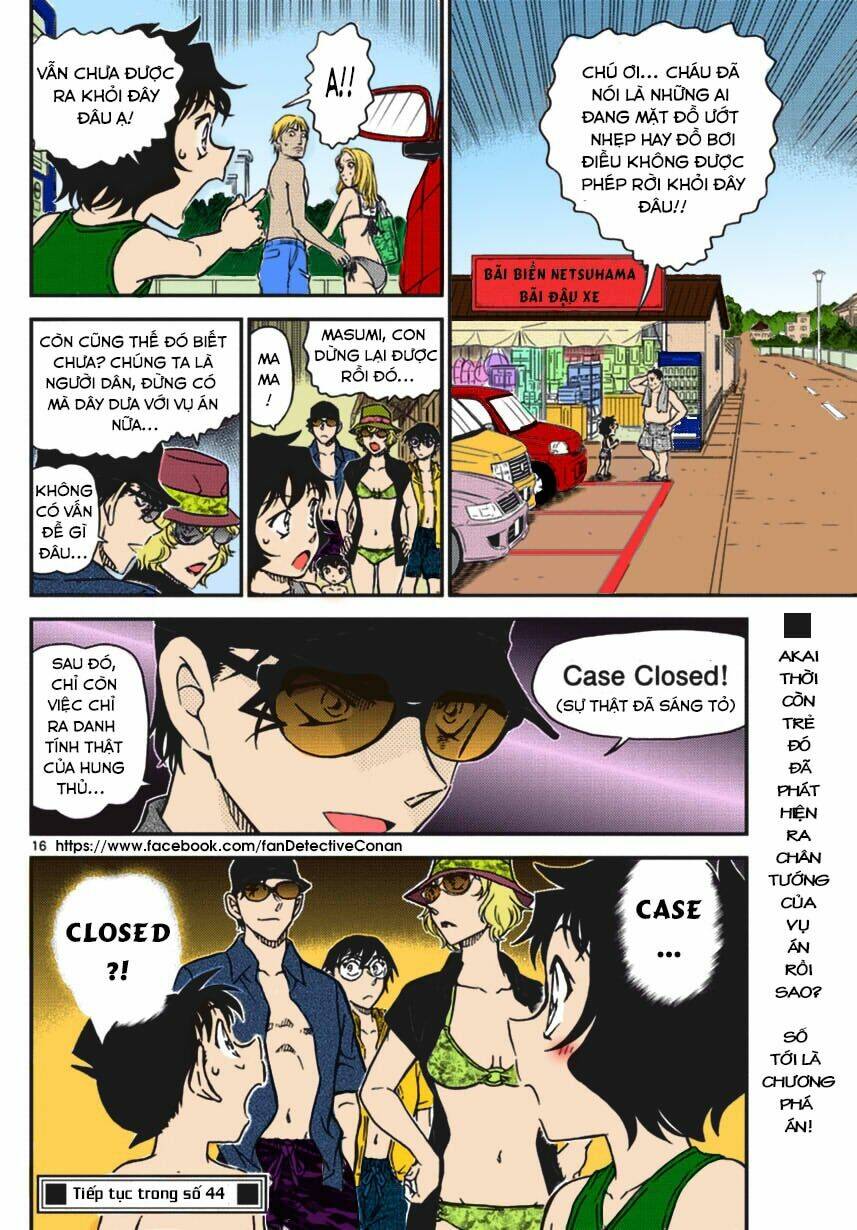 VẪN CHƯA ĐƯỢC
RA KHỎI ĐÂY
ĐÂU Ạ!
A!!
CHÚ ƠI... CHÁU ĐÃ
NÓI LÀ NHỮNG AI
ĐANG MẶT ĐỒ ƯỚT
NHẸP HAY ĐỒ BƠI
ĐIỀU KHÔNG ĐƯỢC
PHÉP RỜI KHỎI ĐÂY
ĐÂU!!
BÃI BIỂN NETSUHAMA
BÃI ĐẬU XE
CÒN CŨNG THẾ ĐÓ BIẾT
CHƯA? CHÚNG TA LÀ
NGƯỜI DÂN, ĐỪNG CÓ
MÀ DÂY DƯA VỚI VỤ ÁN
NỮA...
KHÔNG
CÓ VẤN
ĐỀ GÌ
ĐÂU...
MASUMI, CON
DỪNG LẠI ĐƯỢC
RỒI ĐÓ...
MA
MA!
SAU ĐÓ,
CHỈ CÒN
VIỆC CHỈ
RA DANH
TÍNH THẬT
CỦA HUNG
THỦ...
Case Closed!
(SỰ THẬT ĐÃ SÁNG TỎ)
16 https://www.facebook.com/fanDetectiveConan
CASE
...
CLOSED
?!
AKAI
THỜI
CÒN
TRẺ
ĐÓ
ĐÃ
PHÁT
HIỆN
RA
CHÂN
TƯỚNG
CỦA
VỤ
ÁN
RỒI
SAO?
SỐ
TỚI LÀ
CHƯƠNG
PHÁ
ÁN!
Tiếp tục trong số 44